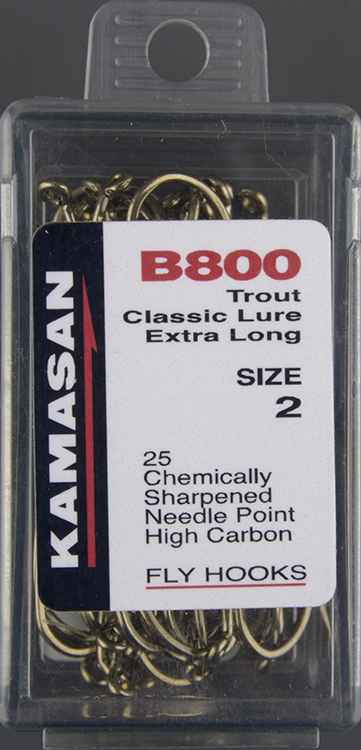 KAMASAN
B800
Trout
Classic Lure
Extra Long
SIZE
2
25
Chemically
Sharpened
Needle Point
High Carbon
FLY HOOKS